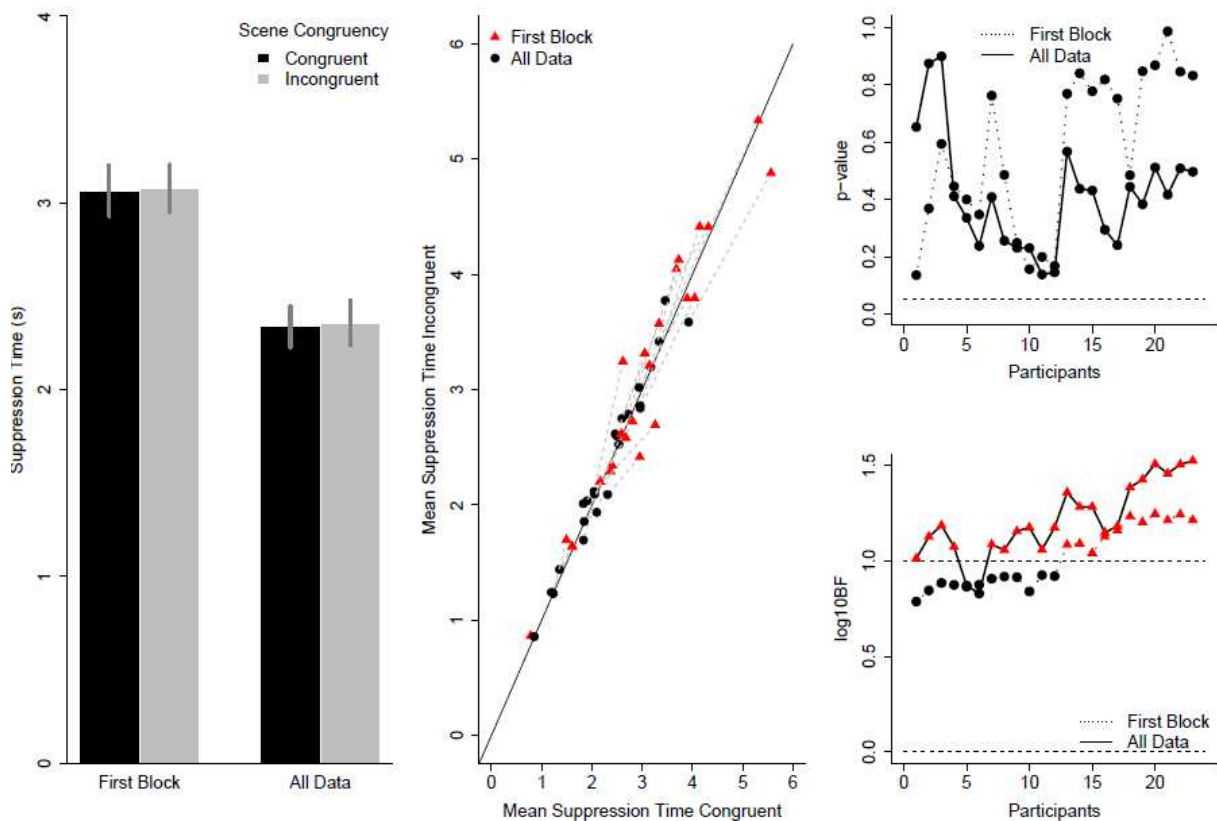 Suppression Time (s)
0
1
2
3
4
Scene Congruency
Congruent
Incongruent
First Block
All Data
Mean Suppression Time Incongruent
0
1
2
3
4
5
6
First Block
All Data
0 1 2 3 4 5 6
Mean Suppression Time Congruent
p-value
0.0
0.2
0.4
0.6
0.8
1.0
First Block
All Data
0 5 10 15 20
Participants
log10BF
0.0
0.5
1.0
1.5
First Block
All Data
0 5 10 15 20
Participants